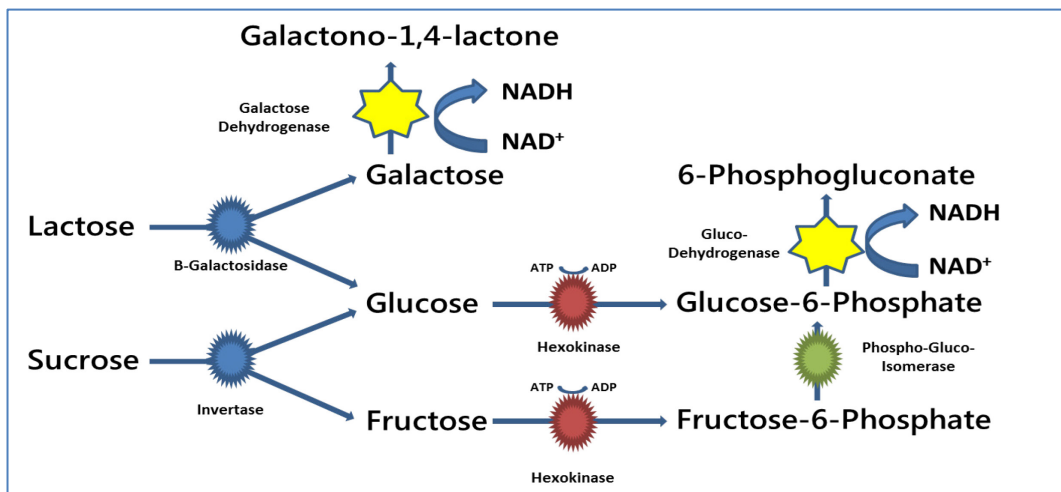 Galactono-1,4-lactone
Galactose
Dehydrogenase
NADH
NAD+
Galactose
6-Phosphogluconate
Lactose
B-Galactosidase
Gluco-
Dehydrogenase
NADH
NAD+
ATP
ADP
Glucose
Glucose-6-Phosphate
Hexokinase
Sucrose
Invertase
Phospho-Gluco-
Isomerase
ATP
ADP
Fructose
Fructose-6-Phosphate
Hexokinase